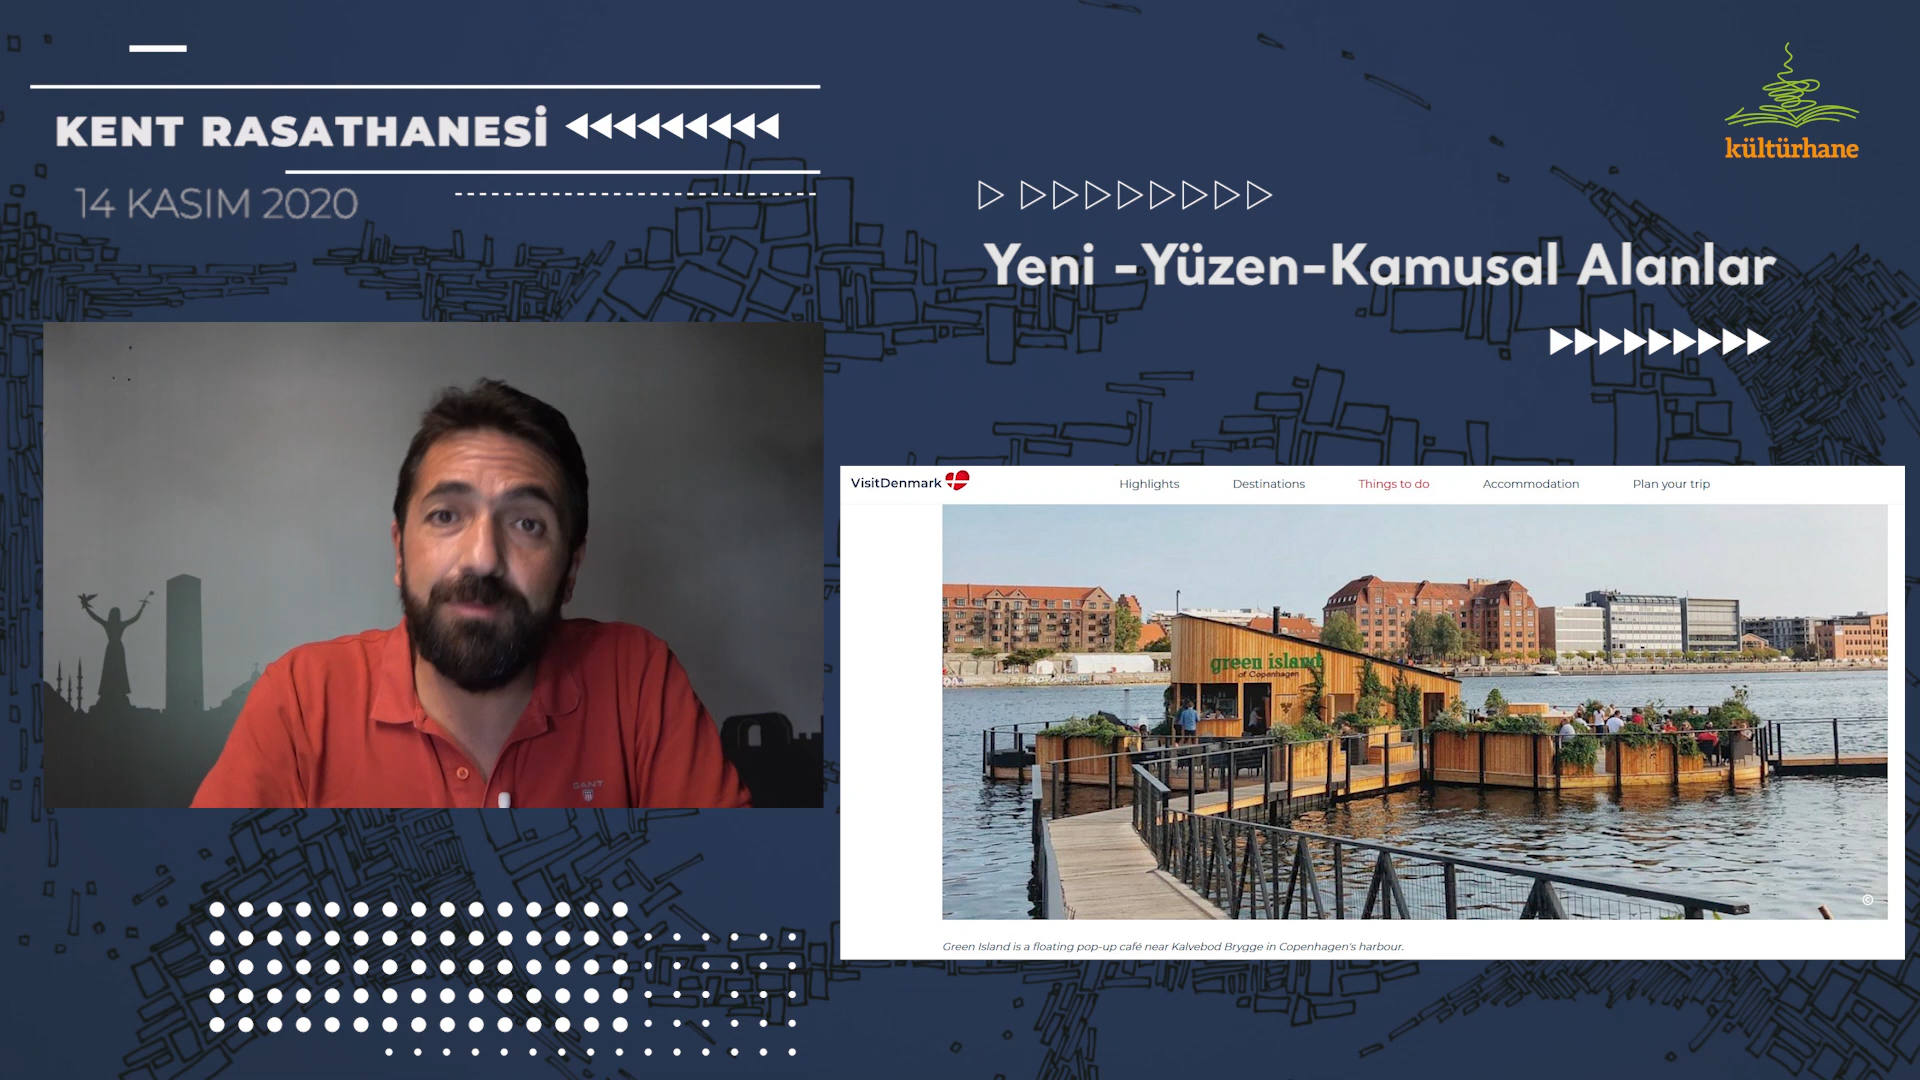 KENT RASATHANESİ
14 KASIM 2020
kültürhane
Yeni -Yüzen-Kamusal Alanlar
GANT
VisitDenmark
Highlights Destinations Things to do Accommodation Plan your trip
green island
of Copenhagen
©
Green Island is a floating pop-up café near Kalvebod Brygge in Copenhagen's harbour.